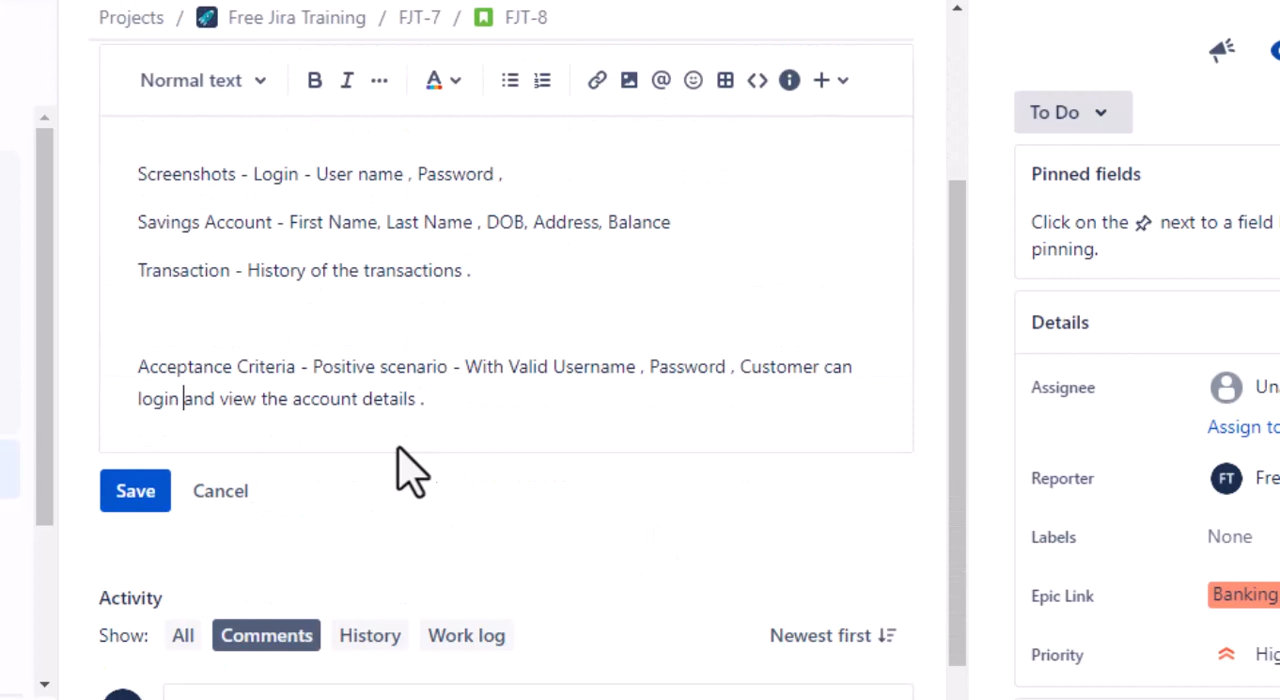 Projects / Free Jira Training / FJT-7 / FJT-8
Normal text B I ••• A
Screenshots - Login - User name , Password ,
Savings Account - First Name, Last Name , DOB, Address, Balance
Transaction - History of the transactions .
Acceptance Criteria - Positive scenario - With Valid Username , Password , Customer can
login and view the account details .
Save Cancel
Activity
Show: All Comments History Work log Newest first
To Do
Pinned fields
Click on the next to a field
pinning.
Details
Assignee
Assign to
Reporter FT
Labels None
Epic Link Banking
Priority